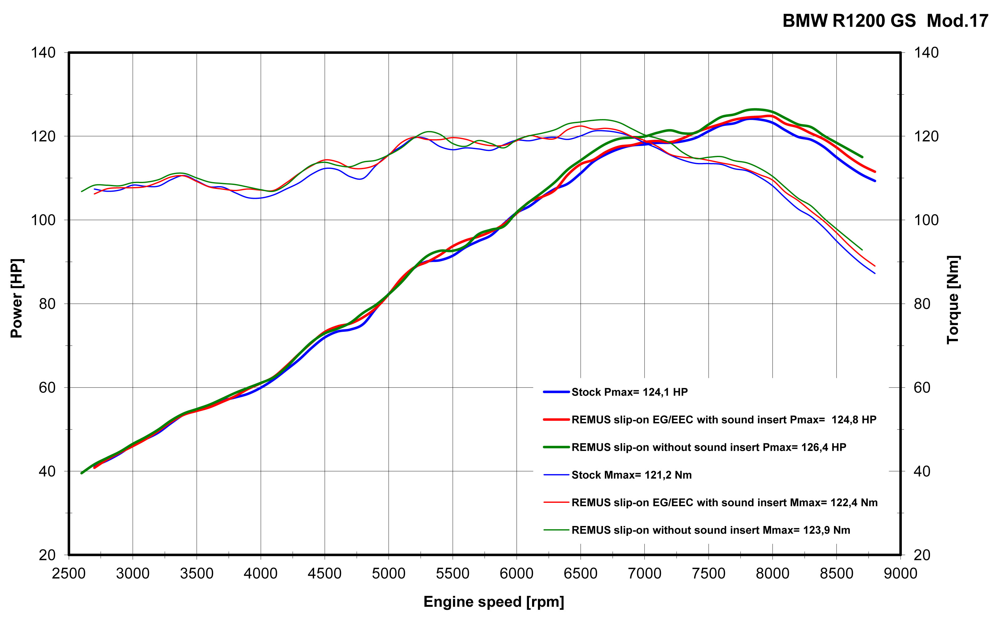 BMW R1200 GS  Mod.17
140
120
100
80
60
40
20
Power [HP]
140
120
100
80
60
40
20
Torque [Nm]
Stock Pmax= 124,1 HP
REMUS slip-on EG/EEC with sound insert Pmax=  124,8 HP
REMUS slip-on without sound insert Pmax= 126,4 HP
Stock Mmax= 121,2 Nm
REMUS slip-on EG/EEC with sound insert Mmax= 122,4 Nm
REMUS slip-on without sound insert Mmax= 123,9 Nm
2500 3000 3500 4000 4500 5000 5500 6000 6500 7000 7500 8000 8500 9000
Engine speed [rpm]